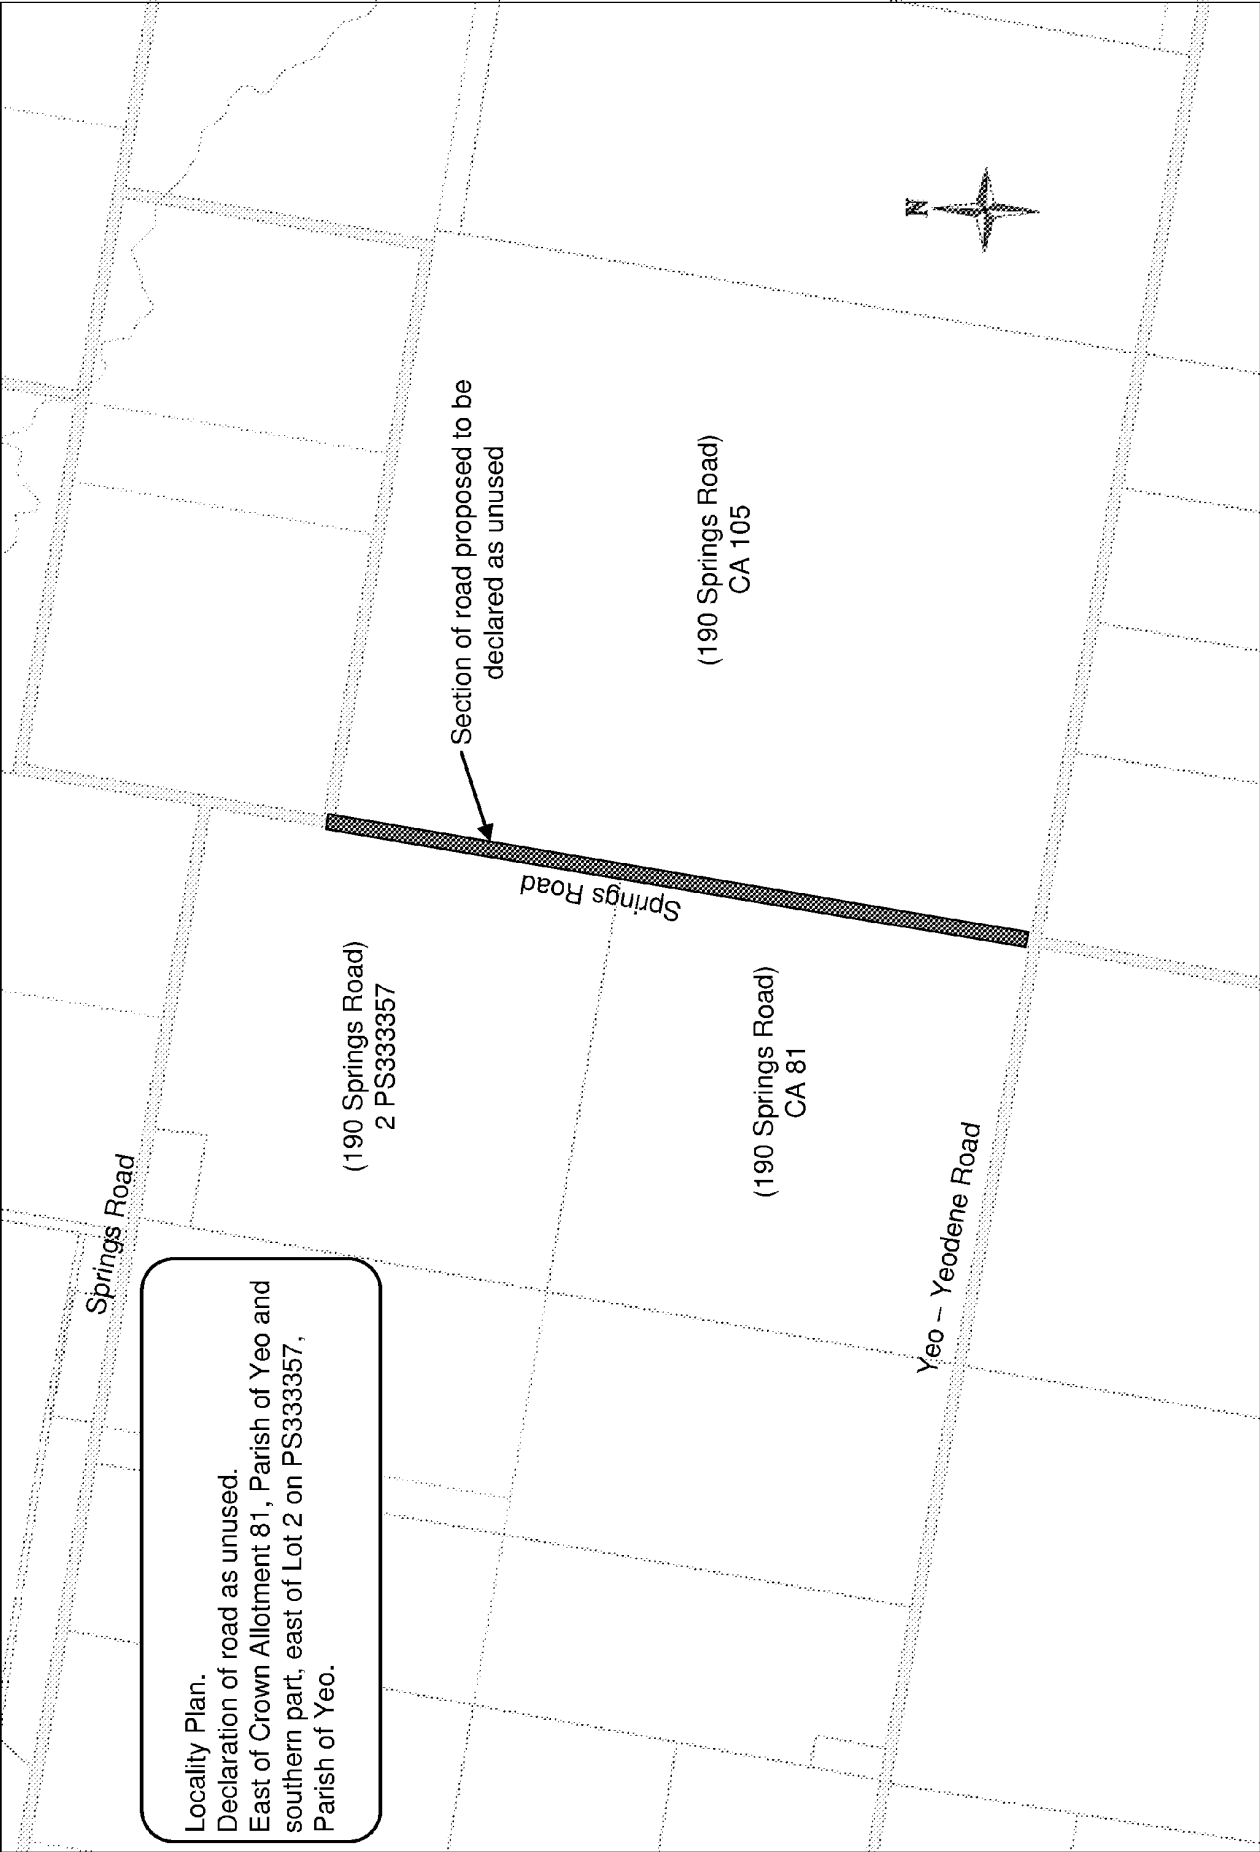 Springs Road
Locality Plan.
Declaration of road as unused.
East of Crown Allotment 81, Parish of Yeo and
southern part, east of Lot 2 on PS333357,
Parish of Yeo.
(190 Springs Road)
2 PS333357
Section of road proposed to be
declared as unused
Springs Road
(190 Springs Road)
CA 105
(190 Springs Road)
CA 81
Yeo – Yeodene Road
N